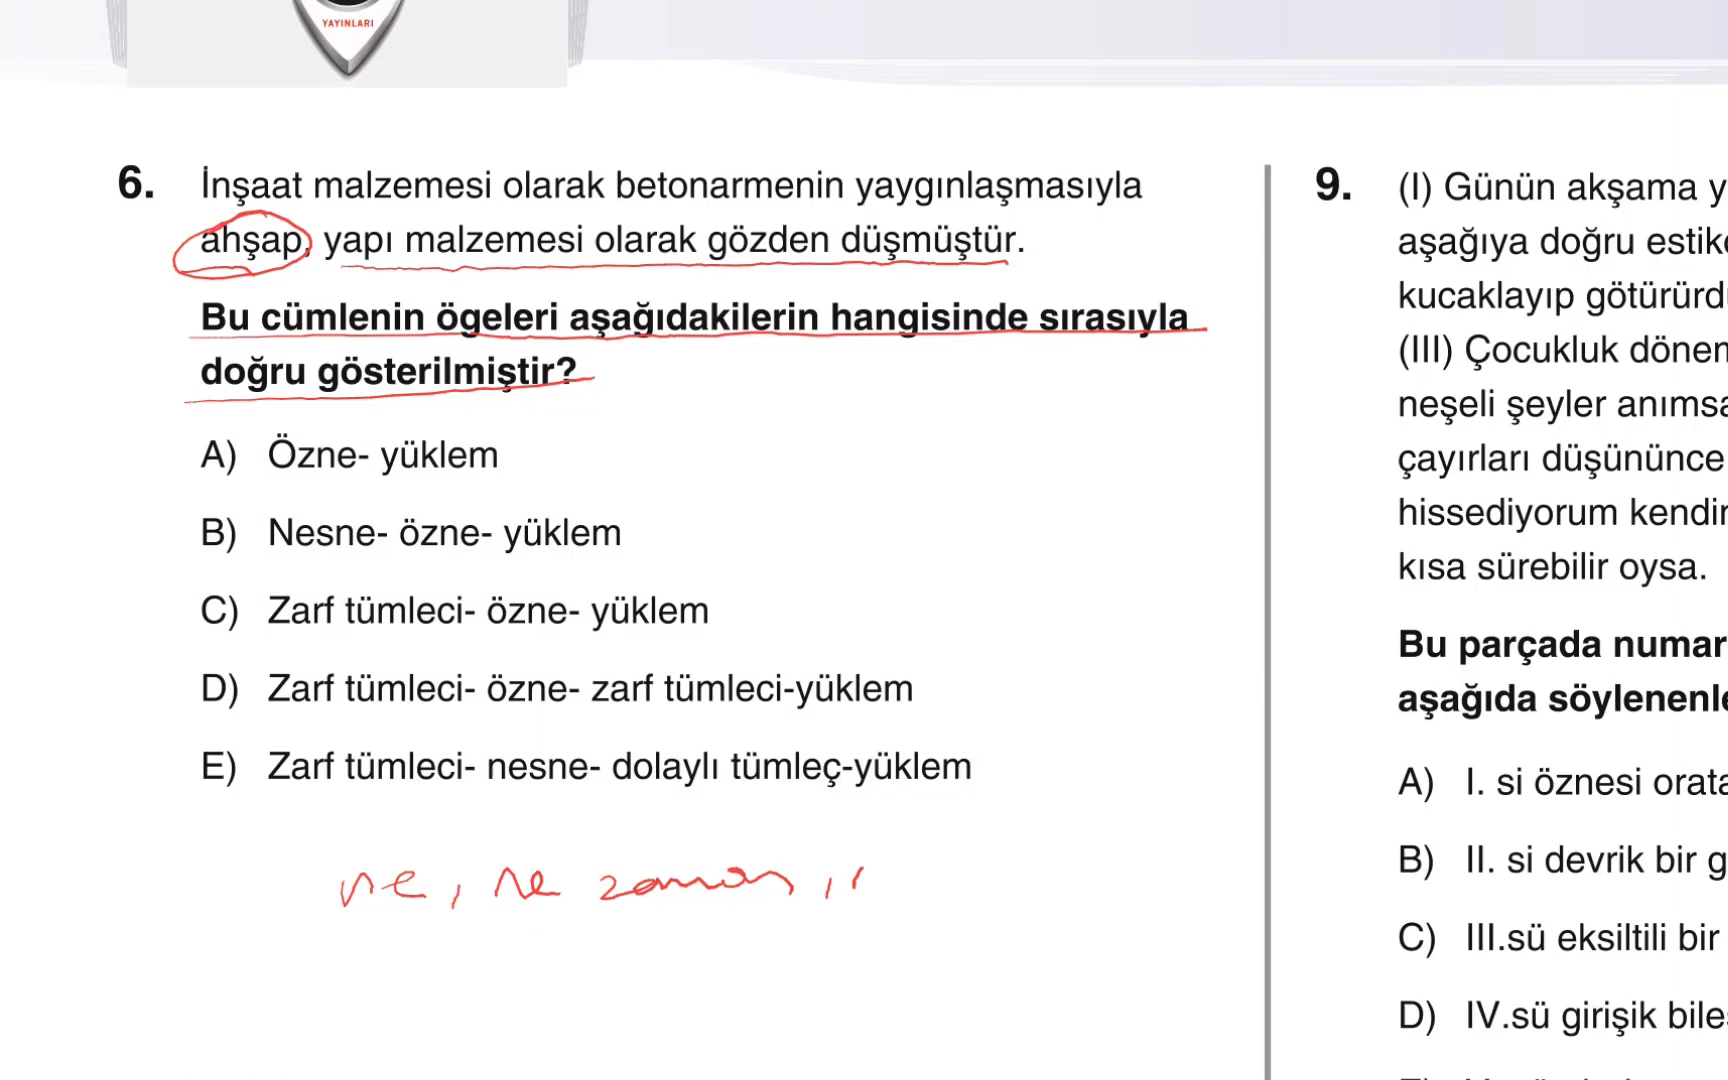 YAYINLARI
6. İnşaat malzemesi olarak betonarmenin yaygınlaşmasıyla
ahşap, yapı malzemesi olarak gözden düşmüştür.
Bu cümlenin ögeleri aşağıdakilerin hangisinde sırasıyla
doğru gösterilmiştir?
A) Özne- yüklem
B) Nesne- özne- yüklem
C) Zarf tümleci- özne- yüklem
D) Zarf tümleci- özne- zarf tümleci-yüklem
E) Zarf tümleci- nesne- dolaylı tümleç-yüklem
ne, ne zaman ,,
9. (I) Günün akşama y
aşağıya doğru estik
kucaklayıp götürürd
(III) Çocukluk dönem
neşeli şeyler anıms
çayırları düşününce
hissediyorum kendi
kısa sürebilir oysa.
Bu parçada numar
aşağıda söylenenl
A) I. si öznesi orat
B) II. si devrik bir g
C) III.sü eksiltili bir
D) IV.sü girişik bile